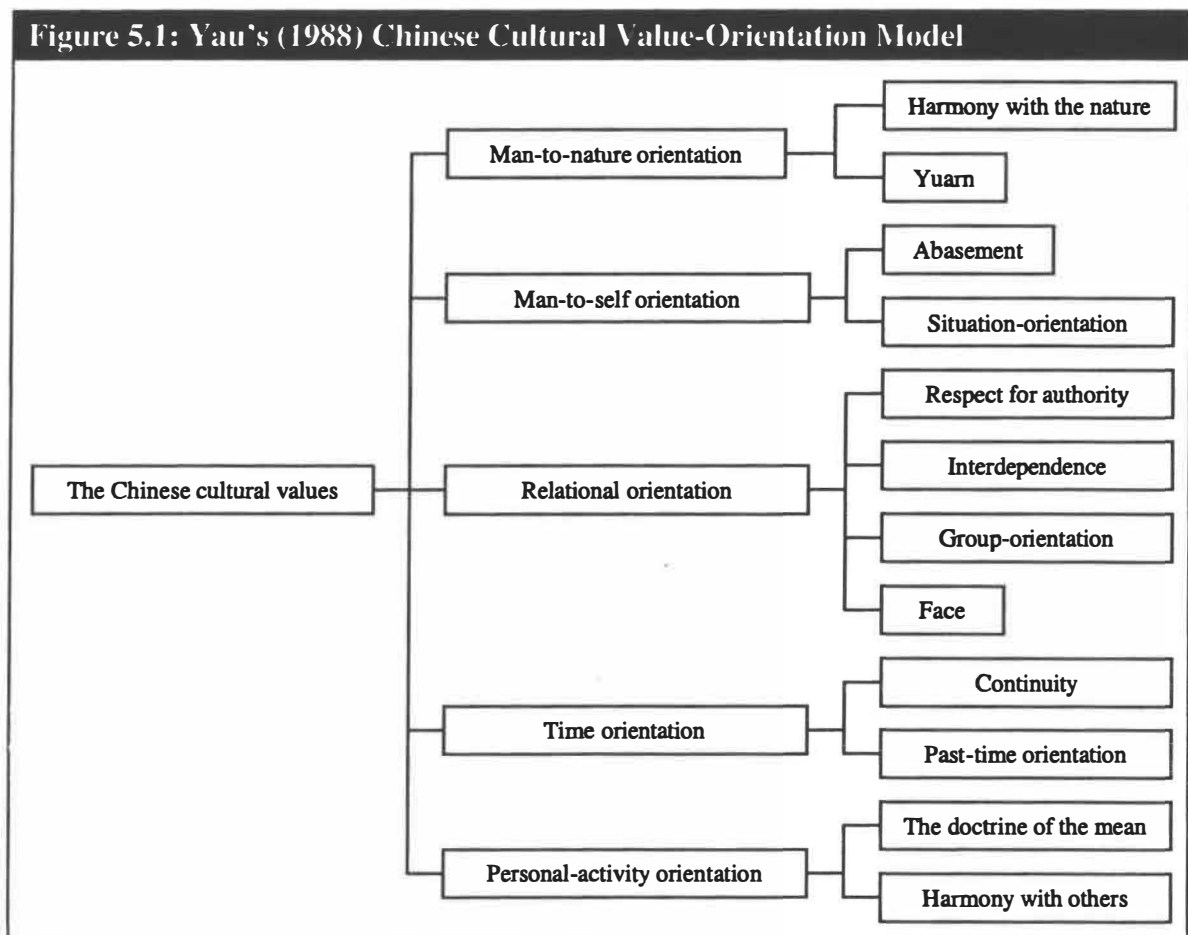 Figure 5.1: Yau's (1988) Chinese Cultural Value-Orientation Model
The Chinese cultural values
Man-to-nature orientation
Harmony with the nature
Yuarn
Man-to-self orientation
Abasement
Situation-orientation
Relational orientation
Respect for authority
Interdependence
Group-orientation
Face
Time orientation
Continuity
Past-time orientation
Personal-activity orientation
The doctrine of the mean
Harmony with others